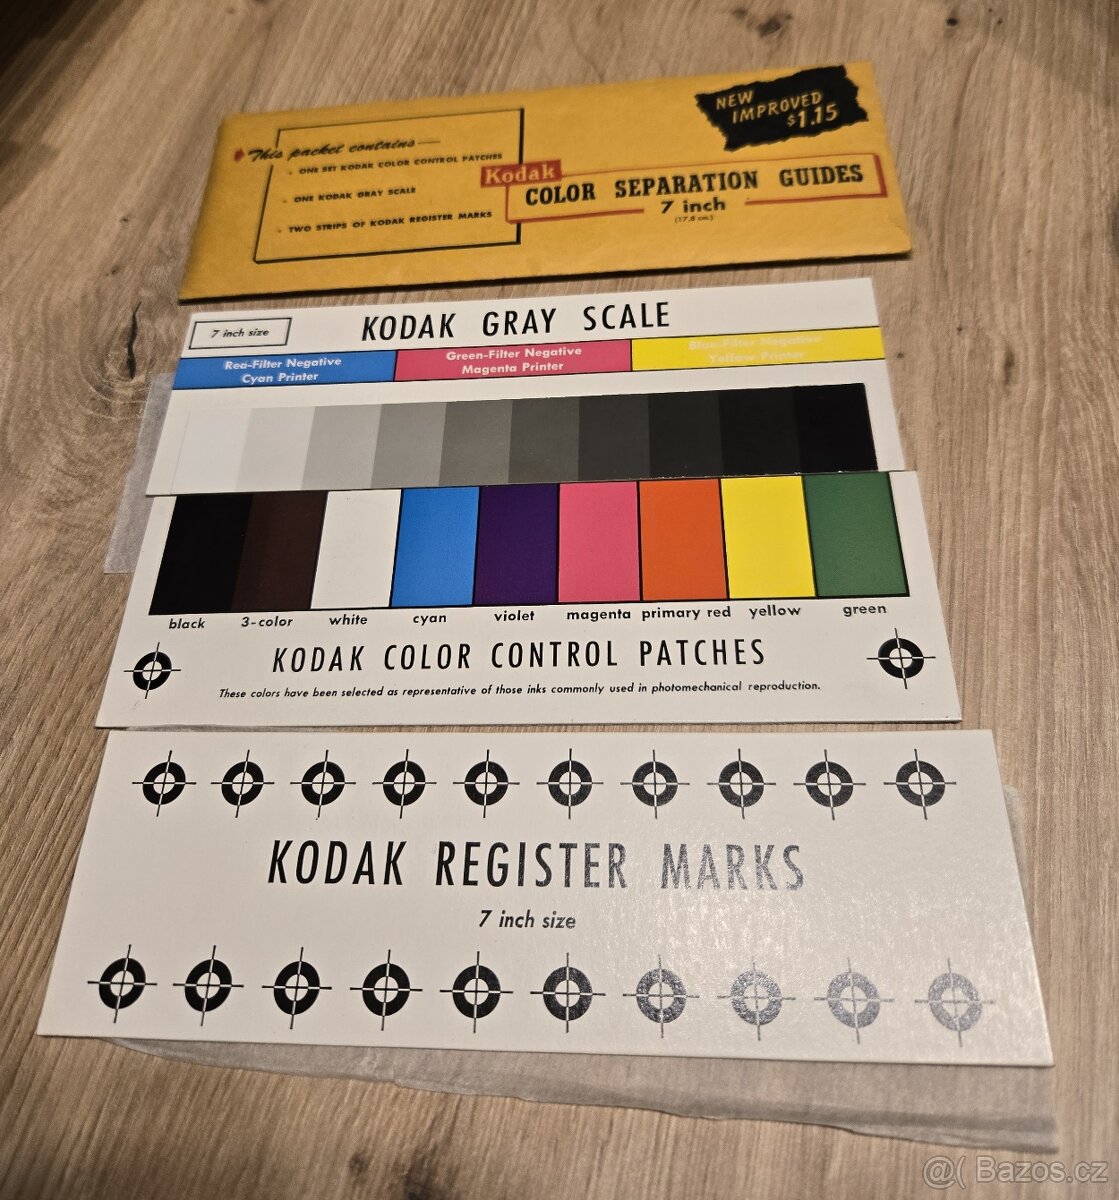 This packet contains—
• ONE SET KODAK COLOR CONTROL PATCHES
• ONE KODAK GRAY SCALE
• TWO STRIPS OF KODAK REGISTER MARKS
NEW
IMPROVED
$1.15
Kodak
COLOR SEPARATION GUIDES
7 inch
(17.8 cm.)
7 inch size
KODAK GRAY SCALE
Red-Filter Negative
Cyan Printer
Green-Filter Negative
Magenta Printer
Blue-Filter Negative
Yellow Printer
black 3-color white cyan violet magenta primary red yellow green
KODAK COLOR CONTROL PATCHES
These colors have been selected as representative of those inks commonly used in photomechanical reproduction.
KODAK REGISTER MARKS
7 inch size
@( Bazos.cz